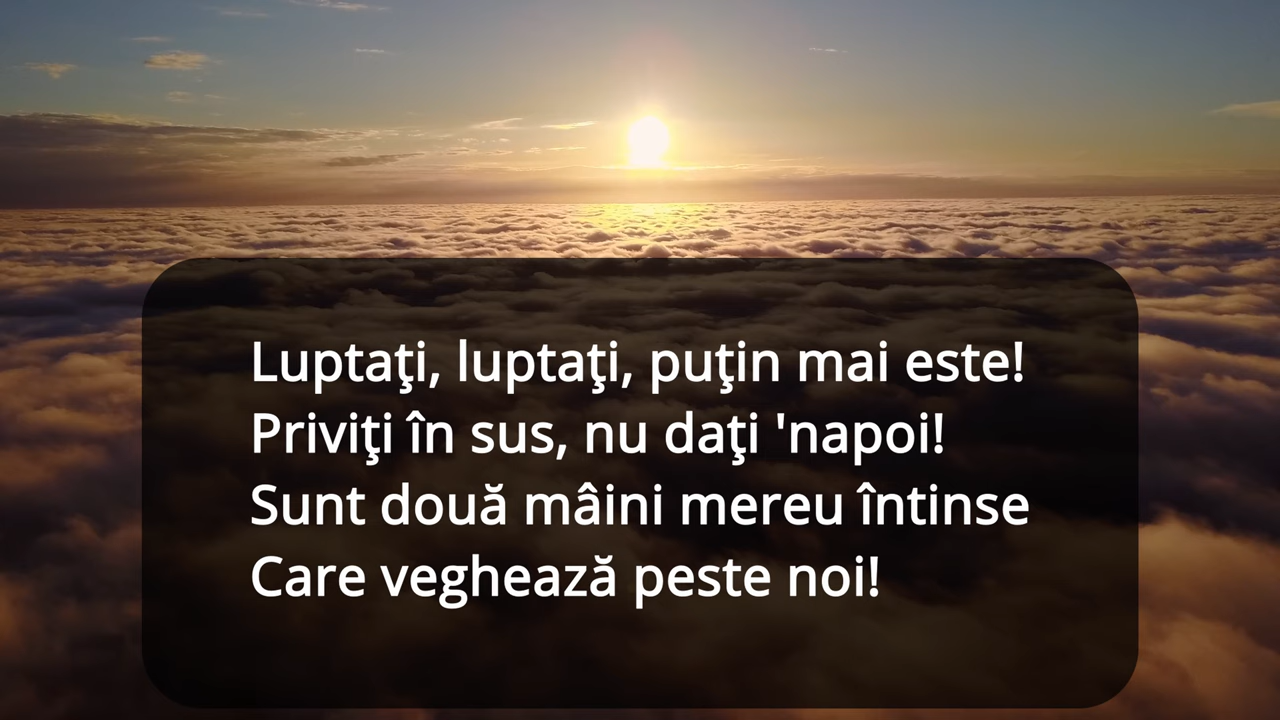 Luptaţi, luptaţi, puţin mai este!
Priviţi în sus, nu daţi 'napoi!
Sunt două mâini mereu întinse
Care veghează peste noi!